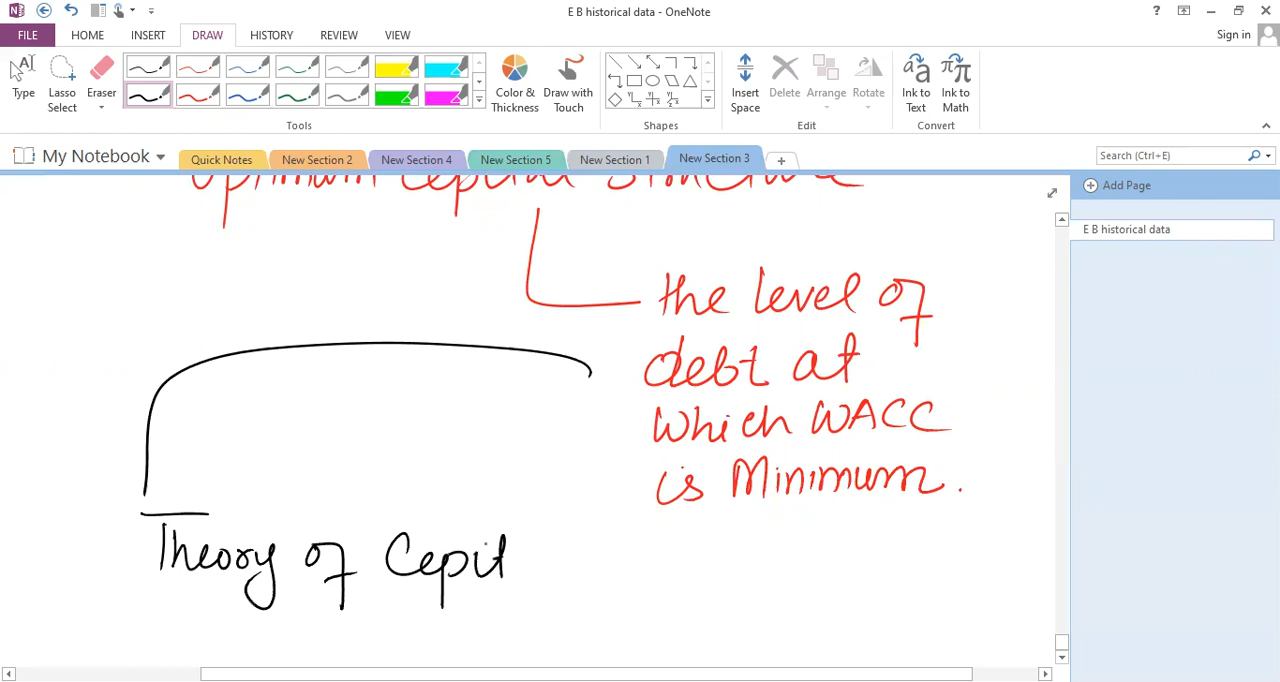 E B historical data - OneNote
?
Sign in
FILE HOME INSERT DRAW HISTORY REVIEW VIEW
Type Lasso Select Eraser Color & Thickness Draw with Touch Insert Space Delete Arrange Rotate Ink to Text Ink to Math
Tools Shapes Edit Convert
My Notebook Quick Notes New Section 2 New Section 4 New Section 5 New Section 1 New Section 3 Search (Ctrl+E)
Add Page
E B historical data
Optimum Cepital Structure
the level of
debt at
which WACC
is Minimum.
Theory of Cepit